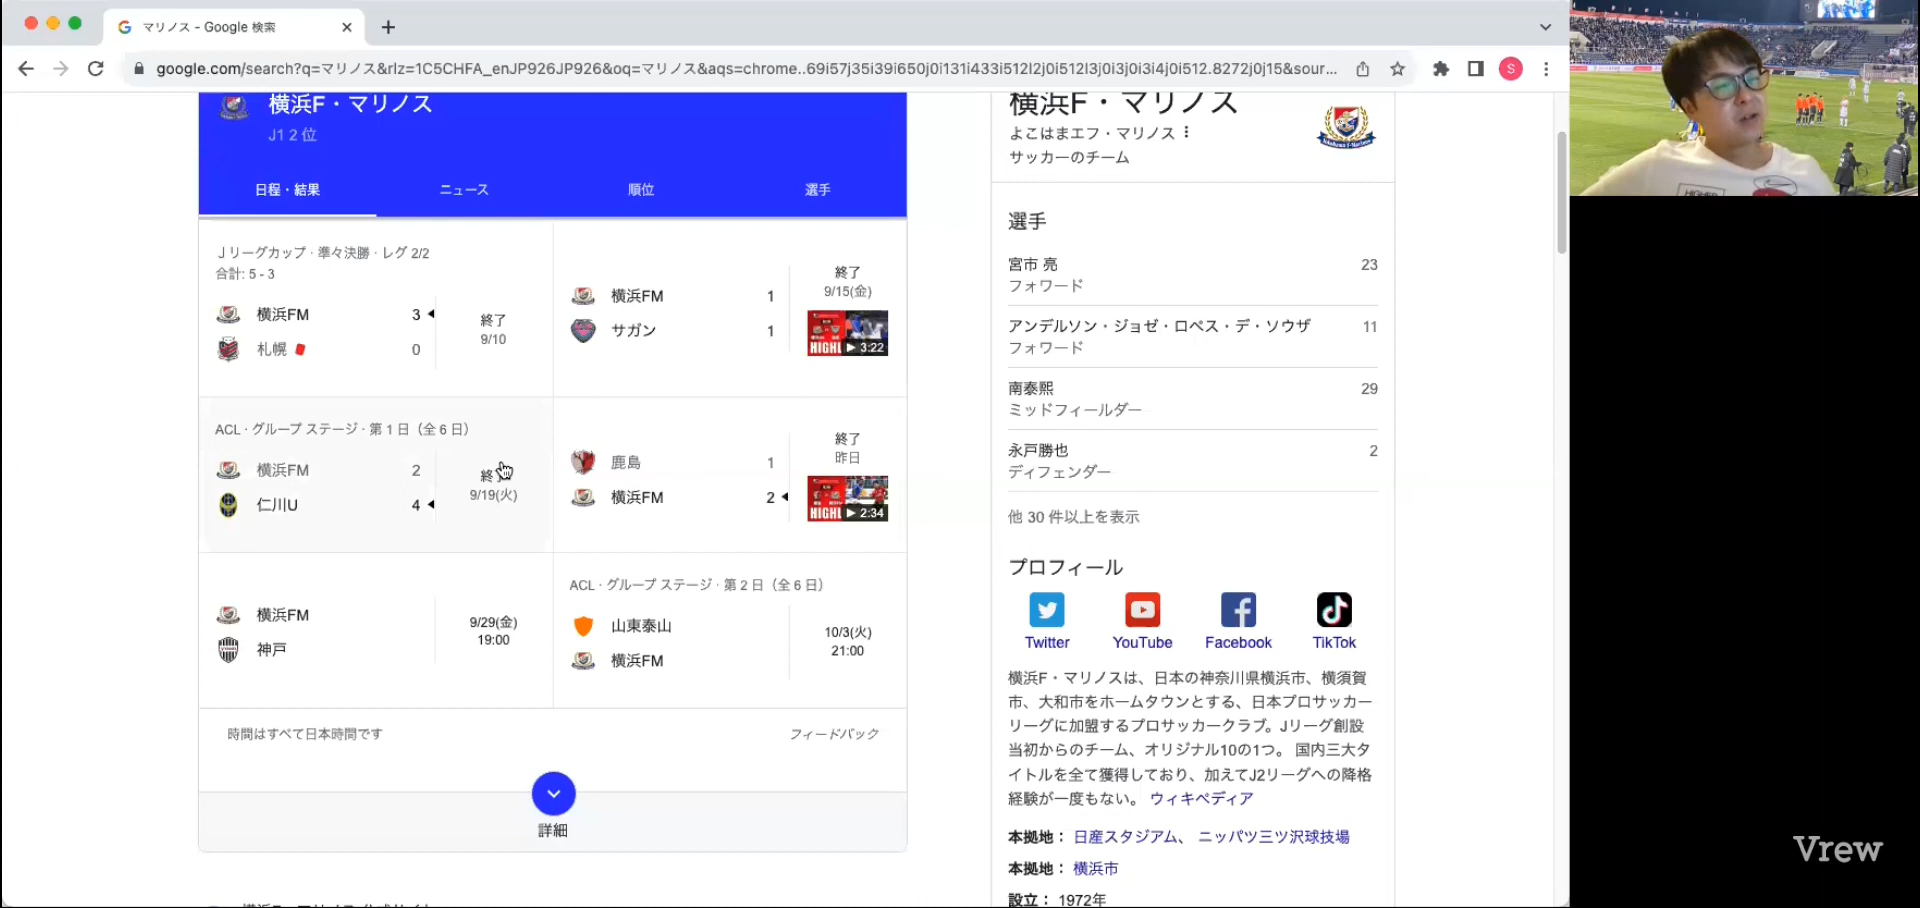 マリノス - Google 検索
google.com/search?q=マリノス&rlz=1C5CHFA_enJP926JP926&oq=マリノス&aqs=chrome..69i57j35i39i650j0i131i433i512l2j0i512l3j0i3j0i3i4j0i512.8272j0j15&sour...
S
横浜F・マリノス
J1 2 位
日程・結果
ニュース
順位
選手
Jリーグカップ · 準々決勝 · レグ 2/2
合計: 5 - 3
横浜FM 3
札幌 0
終了
9/10
横浜FM 1
サガン 1
終了
9/15(金)
HIGHL 3:22
ACL · グループ ステージ · 第 1 日（全 6 日）
横浜FM 2
仁川U 4
9/19(火)
鹿島 1
横浜FM 2
終了
昨日
HIGHL 2:34
横浜FM
神戸
9/29(金)
19:00
ACL · グループ ステージ · 第 2 日（全 6 日）
山東泰山
横浜FM
10/3(火)
21:00
時間はすべて日本時間です
フィードバック
詳細
横浜F・マリノス
よこはまエフ・マリノス
サッカーのチーム
選手
宮市 亮 23
フォワード
アンデルソン・ジョゼ・ロペス・デ・ソウザ 11
フォワード
南泰熙 29
ミッドフィールダー
永戸勝也 2
ディフェンダー
他 30 件以上を表示
プロフィール
Twitter
YouTube
Facebook
TikTok
横浜F・マリノスは、日本の神奈川県横浜市、横須賀
市、大和市をホームタウンとする、日本プロサッカー
リーグに加盟するプロサッカークラブ。Jリーグ創設
当初からのチーム、オリジナル10の1つ。 国内三大タ
イトルを全て獲得しており、加えてJ2リーグへの降格
経験が一度もない。 ウィキペディア
本拠地： 日産スタジアム、 ニッパツ三ツ沢球技場
本拠地： 横浜市
設立： 1972年
HIGHER
Vrew